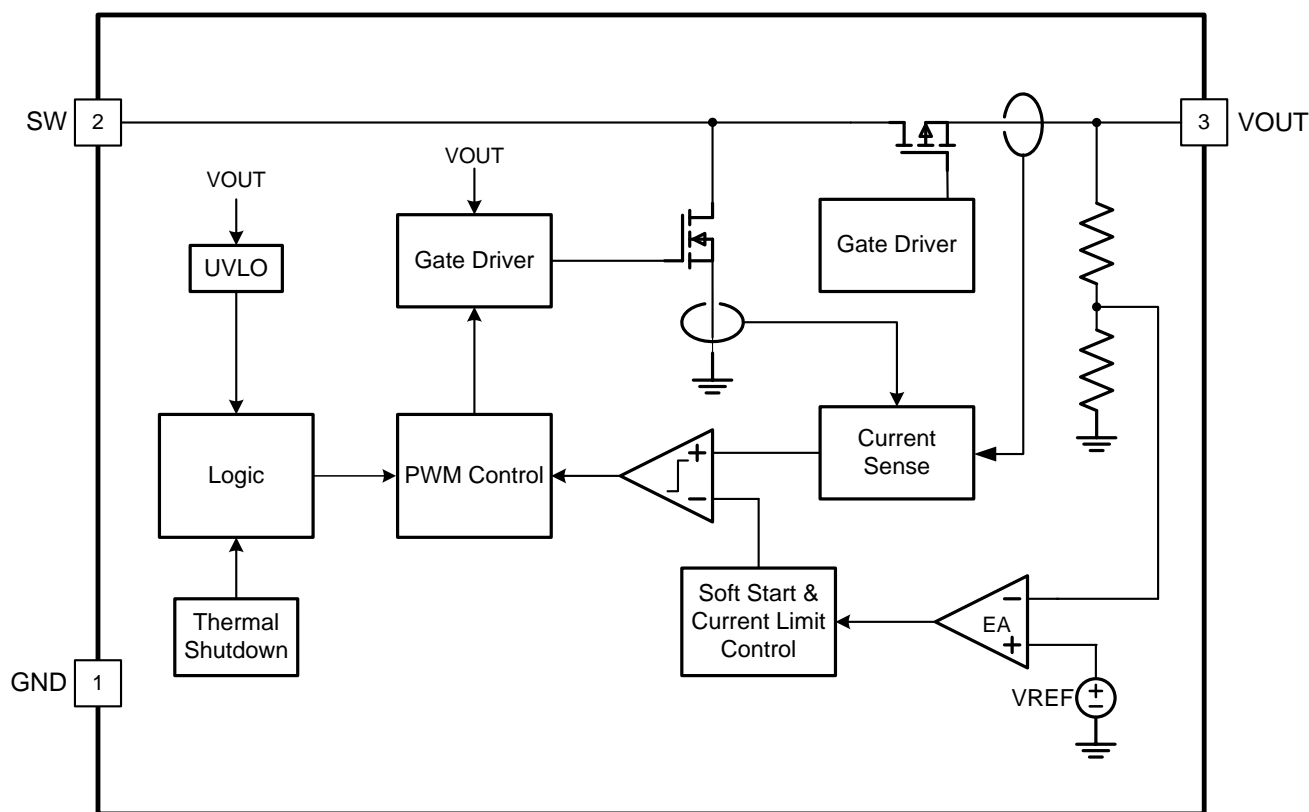 SW
2
3
VOUT
VOUT
VOUT
Gate Driver
Gate Driver
UVLO
Logic
PWM Control
+
−
Current
Sense
Thermal
Shutdown
Soft Start &
Current Limit
Control
−
EA
+
GND
1
VREF
+
−